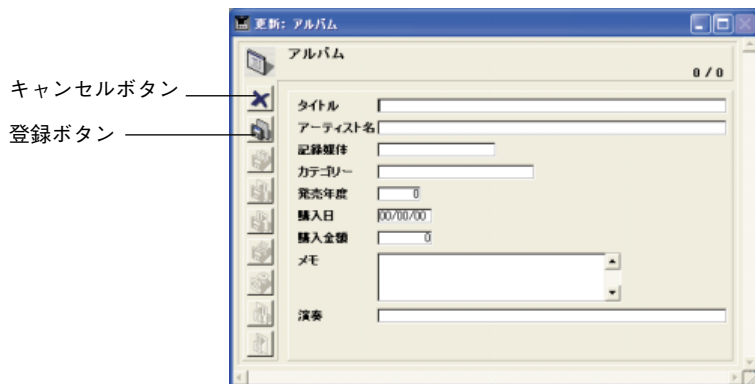 更新: アルバム
アルバム
0 / 0
キャンセルボタン
登録ボタン
タイトル
アーティスト名
記録媒体
カテゴリー
発売年度 0
購入日 00/00/00
購入金額 0
メモ
演奏